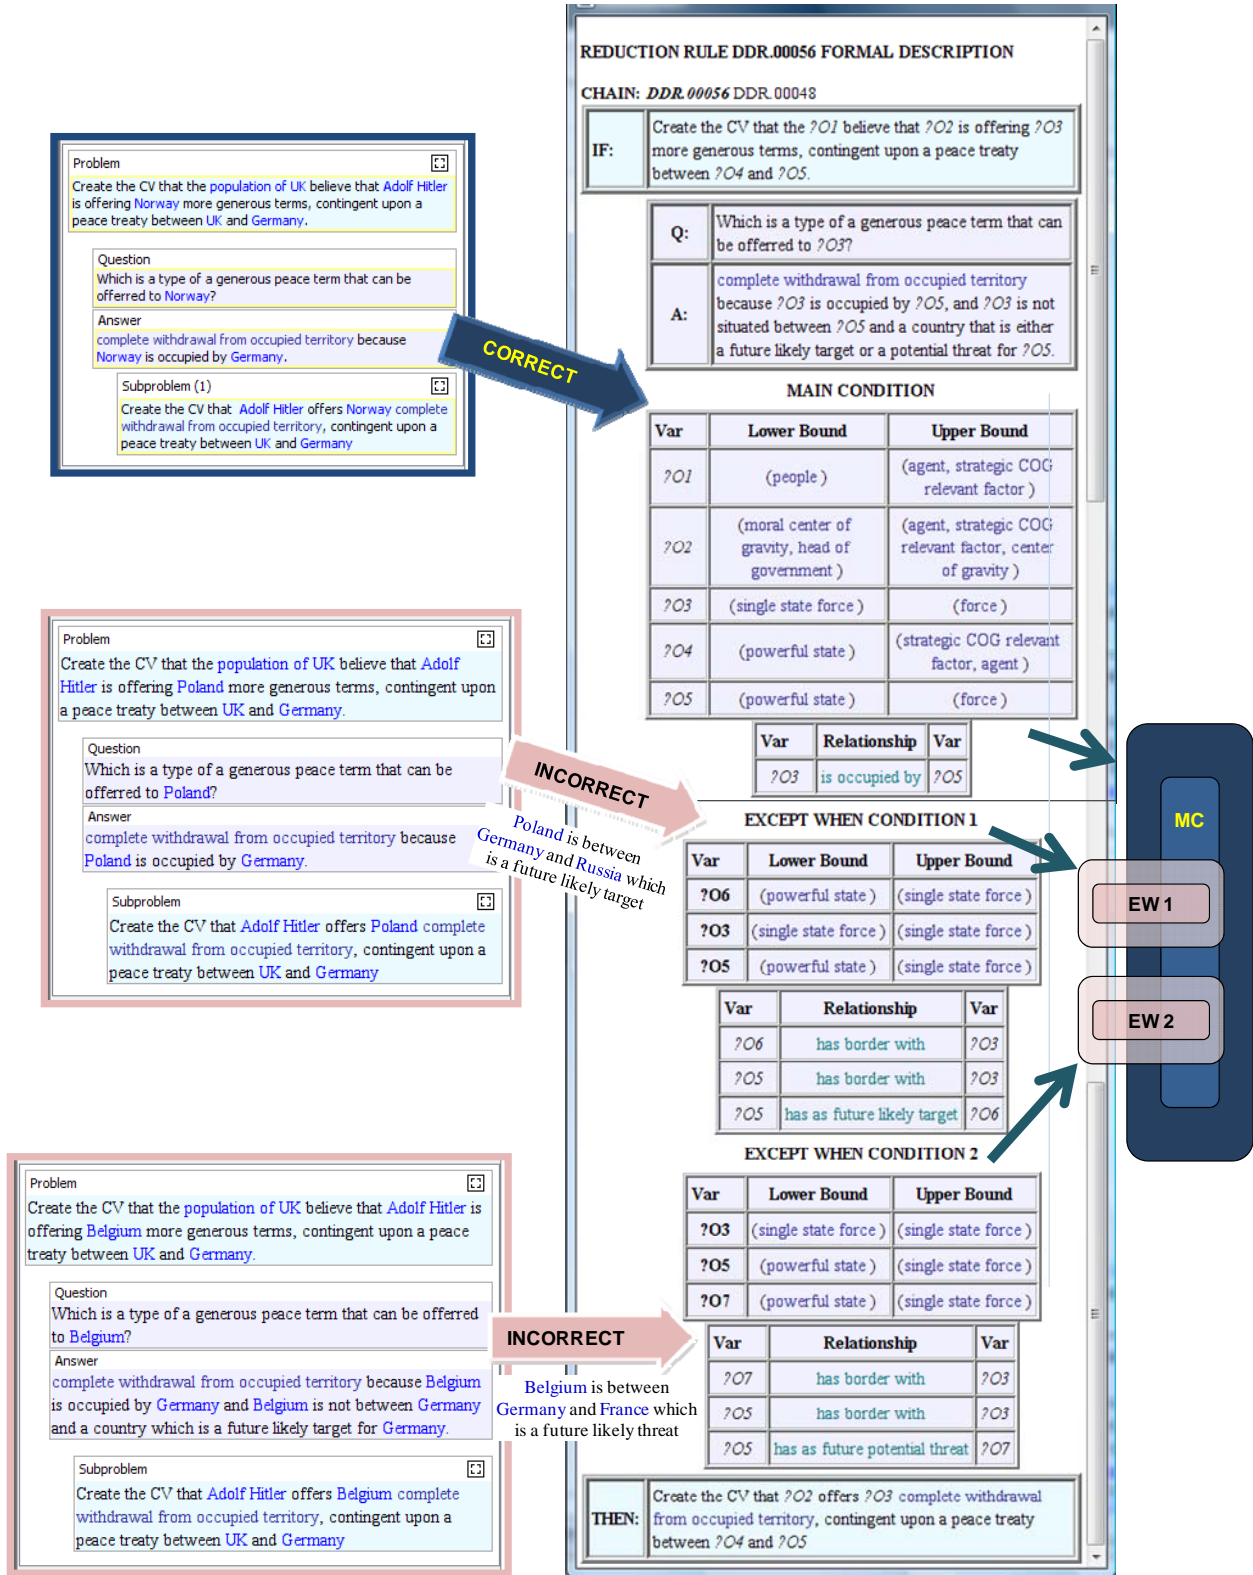 REDUCTION RULE DDR.00056 FORMAL DESCRIPTION
CHAIN: DDR.00056 DDR.00048
IF:
Create the CV that the ?O1 believe that ?O2 is offering ?O3
more generous terms, contingent upon a peace treaty
between ?O4 and ?O5.
Q:
Which is a type of a generous peace term that can
be offerred to ?O3?
A:
complete withdrawal from occupied territory
because ?O3 is occupied by ?O5, and ?O3 is not
situated between ?O5 and a country that is either
a future likely target or a potential threat for ?O5.
MAIN CONDITION
Var Lower Bound Upper Bound
?O1 (people ) (agent, strategic COG
relevant factor )
?O2 (moral center of
gravity, head of
government ) (agent, strategic COG
relevant factor, center
of gravity )
?O3 (single state force ) (force )
?O4 (powerful state ) (strategic COG relevant
factor, agent )
?O5 (powerful state ) (force )
Var Relationship Var
?O3 is occupied by ?O5
EXCEPT WHEN CONDITION 1
Var Lower Bound Upper Bound
?O6 (powerful state ) (single state force )
?O3 (single state force ) (single state force )
?O5 (powerful state ) (single state force )
Var Relationship Var
?O6 has border with ?O3
?O5 has border with ?O3
?O5 has as future likely target ?O6
EXCEPT WHEN CONDITION 2
Var Lower Bound Upper Bound
?O3 (single state force ) (single state force )
?O5 (powerful state ) (single state force )
?O7 (powerful state ) (single state force )
Var Relationship Var
?O7 has border with ?O3
?O5 has border with ?O3
?O5 has as future potential threat ?O7
THEN:
Create the CV that ?O2 offers ?O3 complete withdrawal
from occupied territory, contingent upon a peace treaty
between ?O4 and ?O5
Problem
Create the CV that the population of UK believe that Adolf Hitler
is offering Norway more generous terms, contingent upon a
peace treaty between UK and Germany.
Question
Which is a type of a generous peace term that can be
offerred to Norway?
Answer
complete withdrawal from occupied territory because
Norway is occupied by Germany.
Subproblem (1)
Create the CV that Adolf Hitler offers Norway complete
withdrawal from occupied territory, contingent upon a
peace treaty between UK and Germany
CORRECT
Problem
Create the CV that the population of UK believe that Adolf
Hitler is offering Poland more generous terms, contingent upon
a peace treaty between UK and Germany.
Question
Which is a type of a generous peace term that can be
offerred to Poland?
Answer
complete withdrawal from occupied territory because
Poland is occupied by Germany.
Subproblem
Create the CV that Adolf Hitler offers Poland complete
withdrawal from occupied territory, contingent upon a
peace treaty between UK and Germany
INCORRECT
Poland is between
Germany and Russia which
is a future likely target
Problem
Create the CV that the population of UK believe that Adolf Hitler is
offering Belgium more generous terms, contingent upon a peace
treaty between UK and Germany.
Question
Which is a type of a generous peace term that can be offerred
to Belgium?
Answer
complete withdrawal from occupied territory because Belgium
is occupied by Germany and Belgium is not between Germany
and a country which is a future likely target for Germany.
Subproblem
Create the CV that Adolf Hitler offers Belgium complete
withdrawal from occupied territory, contingent upon a
peace treaty between UK and Germany
INCORRECT
Belgium is between
Germany and France which
is a future likely threat
MC
EW 1
EW 2